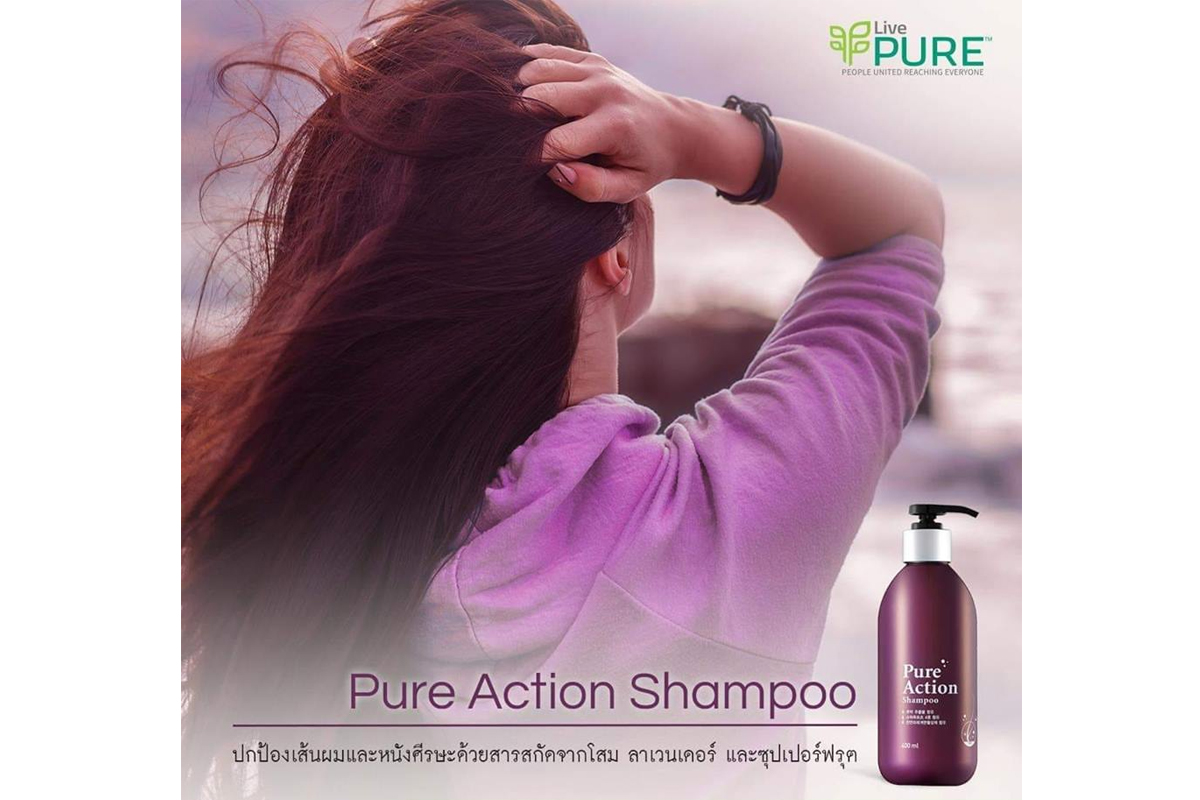 Live
PURE™
PEOPLE UNITED REACHING EVERYONE
Pure Action Shampoo
ปกป้องเส้นผมและหนังศีรษะด้วยสารสกัดจากโสม ลาเวนเดอร์ และซุปเปอร์ฟรุต
Pure
Action
Shampoo
400 ml